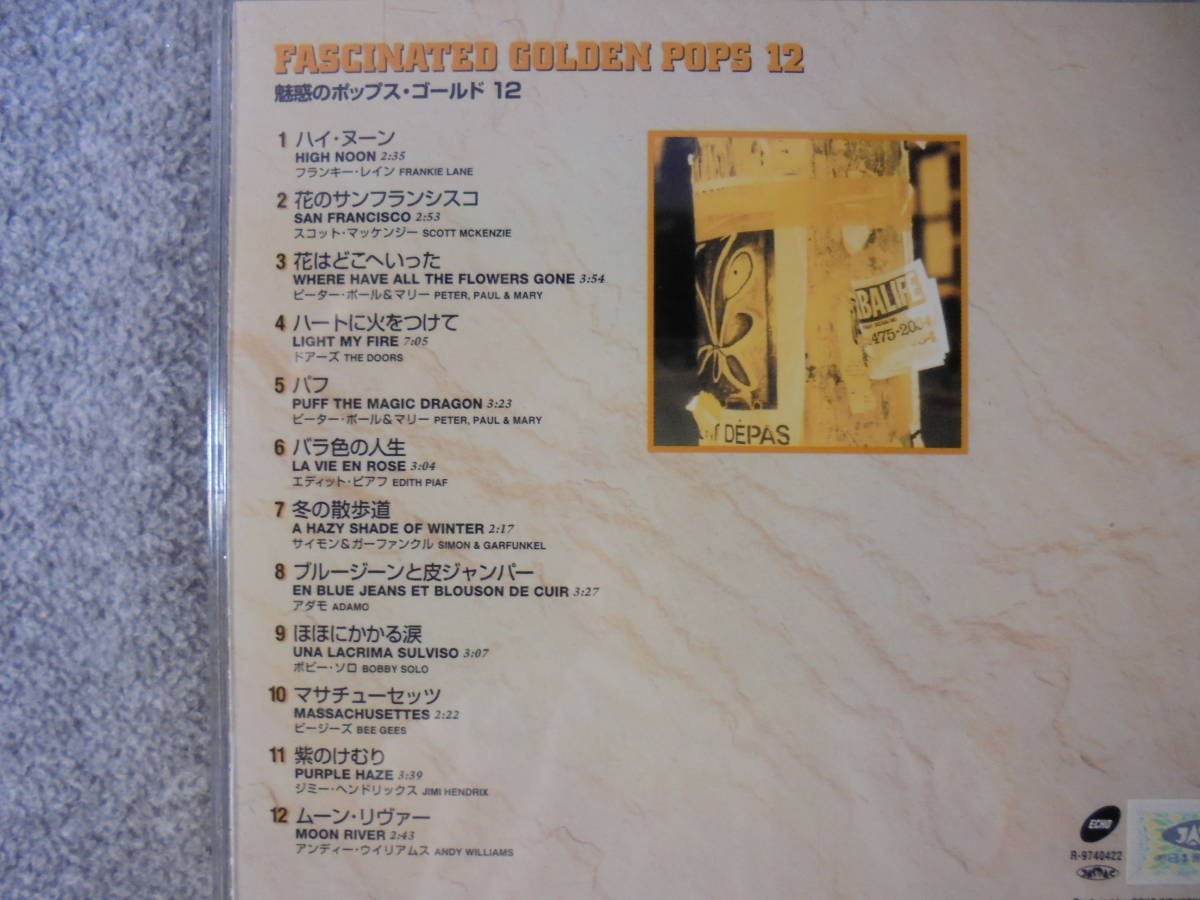 FASCINATED GOLDEN POPS 12
魅惑のポップス・ゴールド 12
1 ハイ・ヌーン
HIGH NOON 2:35
フランキー・レイン FRANKIE LANE
2 花のサンフランシスコ
SAN FRANCISCO 2:53
スコット・マッケンジー SCOTT MCKENZIE
3 花はどこへいった
WHERE HAVE ALL THE FLOWERS GONE 3:54
ピーター・ポール&マリー PETER, PAUL & MARY
4 ハートに火をつけて
LIGHT MY FIRE 7:05
ドアーズ THE DOORS
5 パフ
PUFF THE MAGIC DRAGON 3:23
ピーター・ポール&マリー PETER, PAUL & MARY
6 バラ色の人生
LA VIE EN ROSE 3:04
エディット・ピアフ EDITH PIAF
7 冬の散歩道
A HAZY SHADE OF WINTER 2:17
サイモン&ガーファンクル SIMON & GARFUNKEL
8 ブルージーンと皮ジャンパー
EN BLUE JEANS ET BLOUSON DE CUIR 3:27
アダモ ADAMO
9 ほほにかかる涙
UNA LACRIMA SULVISO 3:07
ボビー・ソロ BOBBY SOLO
10 マサチューセッツ
MASSACHUSETTES 2:22
ビージーズ BEE GEES
11 紫のけむり
PURPLE HAZE 3:39
ジミー・ヘンドリックス JIMI HENDRIX
12 ムーン・リヴァー
MOON RIVER 2:43
アンディー・ウイリアムス ANDY WILLIAMS
BALIFE
475-20
DEPAS
ECHO
R-9740422
JASRAC